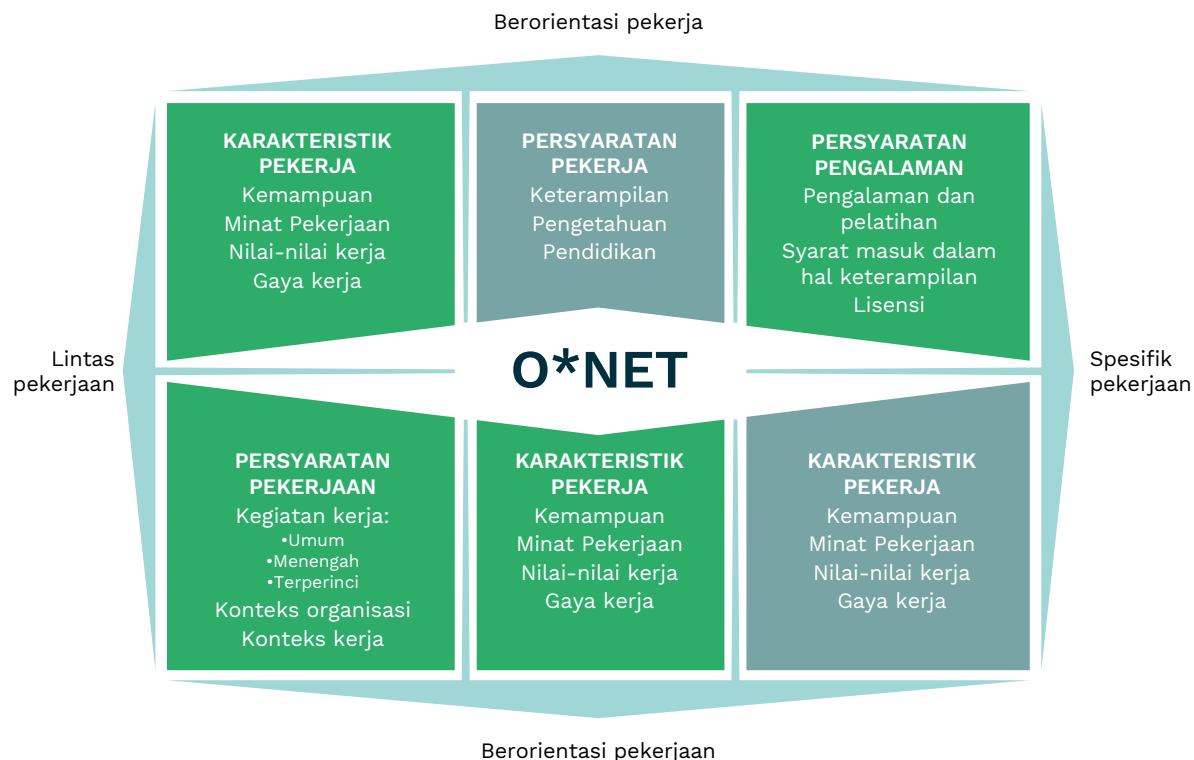 Berorientasi pekerja
KARAKTERISTIK
PEKERJA
Kemampuan
Minat Pekerjaan
Nilai-nilai kerja
Gaya kerja
PERSYARATAN
PEKERJA
Keterampilan
Pengetahuan
Pendidikan
PERSYARATAN
PENGALAMAN
Pengalaman dan
pelatihan
Syarat masuk dalam
hal keterampilan
Lisensi
Lintas
pekerjaan
O*NET
Spesifik
pekerjaan
PERSYARATAN
PEKERJAAN
Kegiatan kerja:
•Umum
•Menengah
•Terperinci
Konteks organisasi
Konteks kerja
KARAKTERISTIK
PEKERJA
Kemampuan
Minat Pekerjaan
Nilai-nilai kerja
Gaya kerja
KARAKTERISTIK
PEKERJA
Kemampuan
Minat Pekerjaan
Nilai-nilai kerja
Gaya kerja
Berorientasi pekerjaan